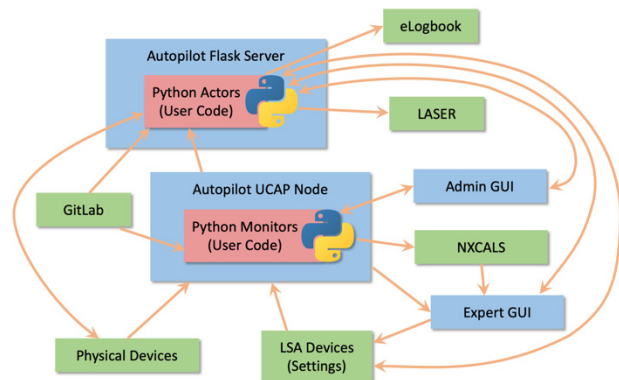 eLogbook
Autopilot Flask Server
Python Actors
(User Code)
LASER
Autopilot UCAP Node
Admin GUI
GitLab
Python Monitors
(User Code)
NXCALS
Expert GUI
Physical Devices
LSA Devices
(Settings)